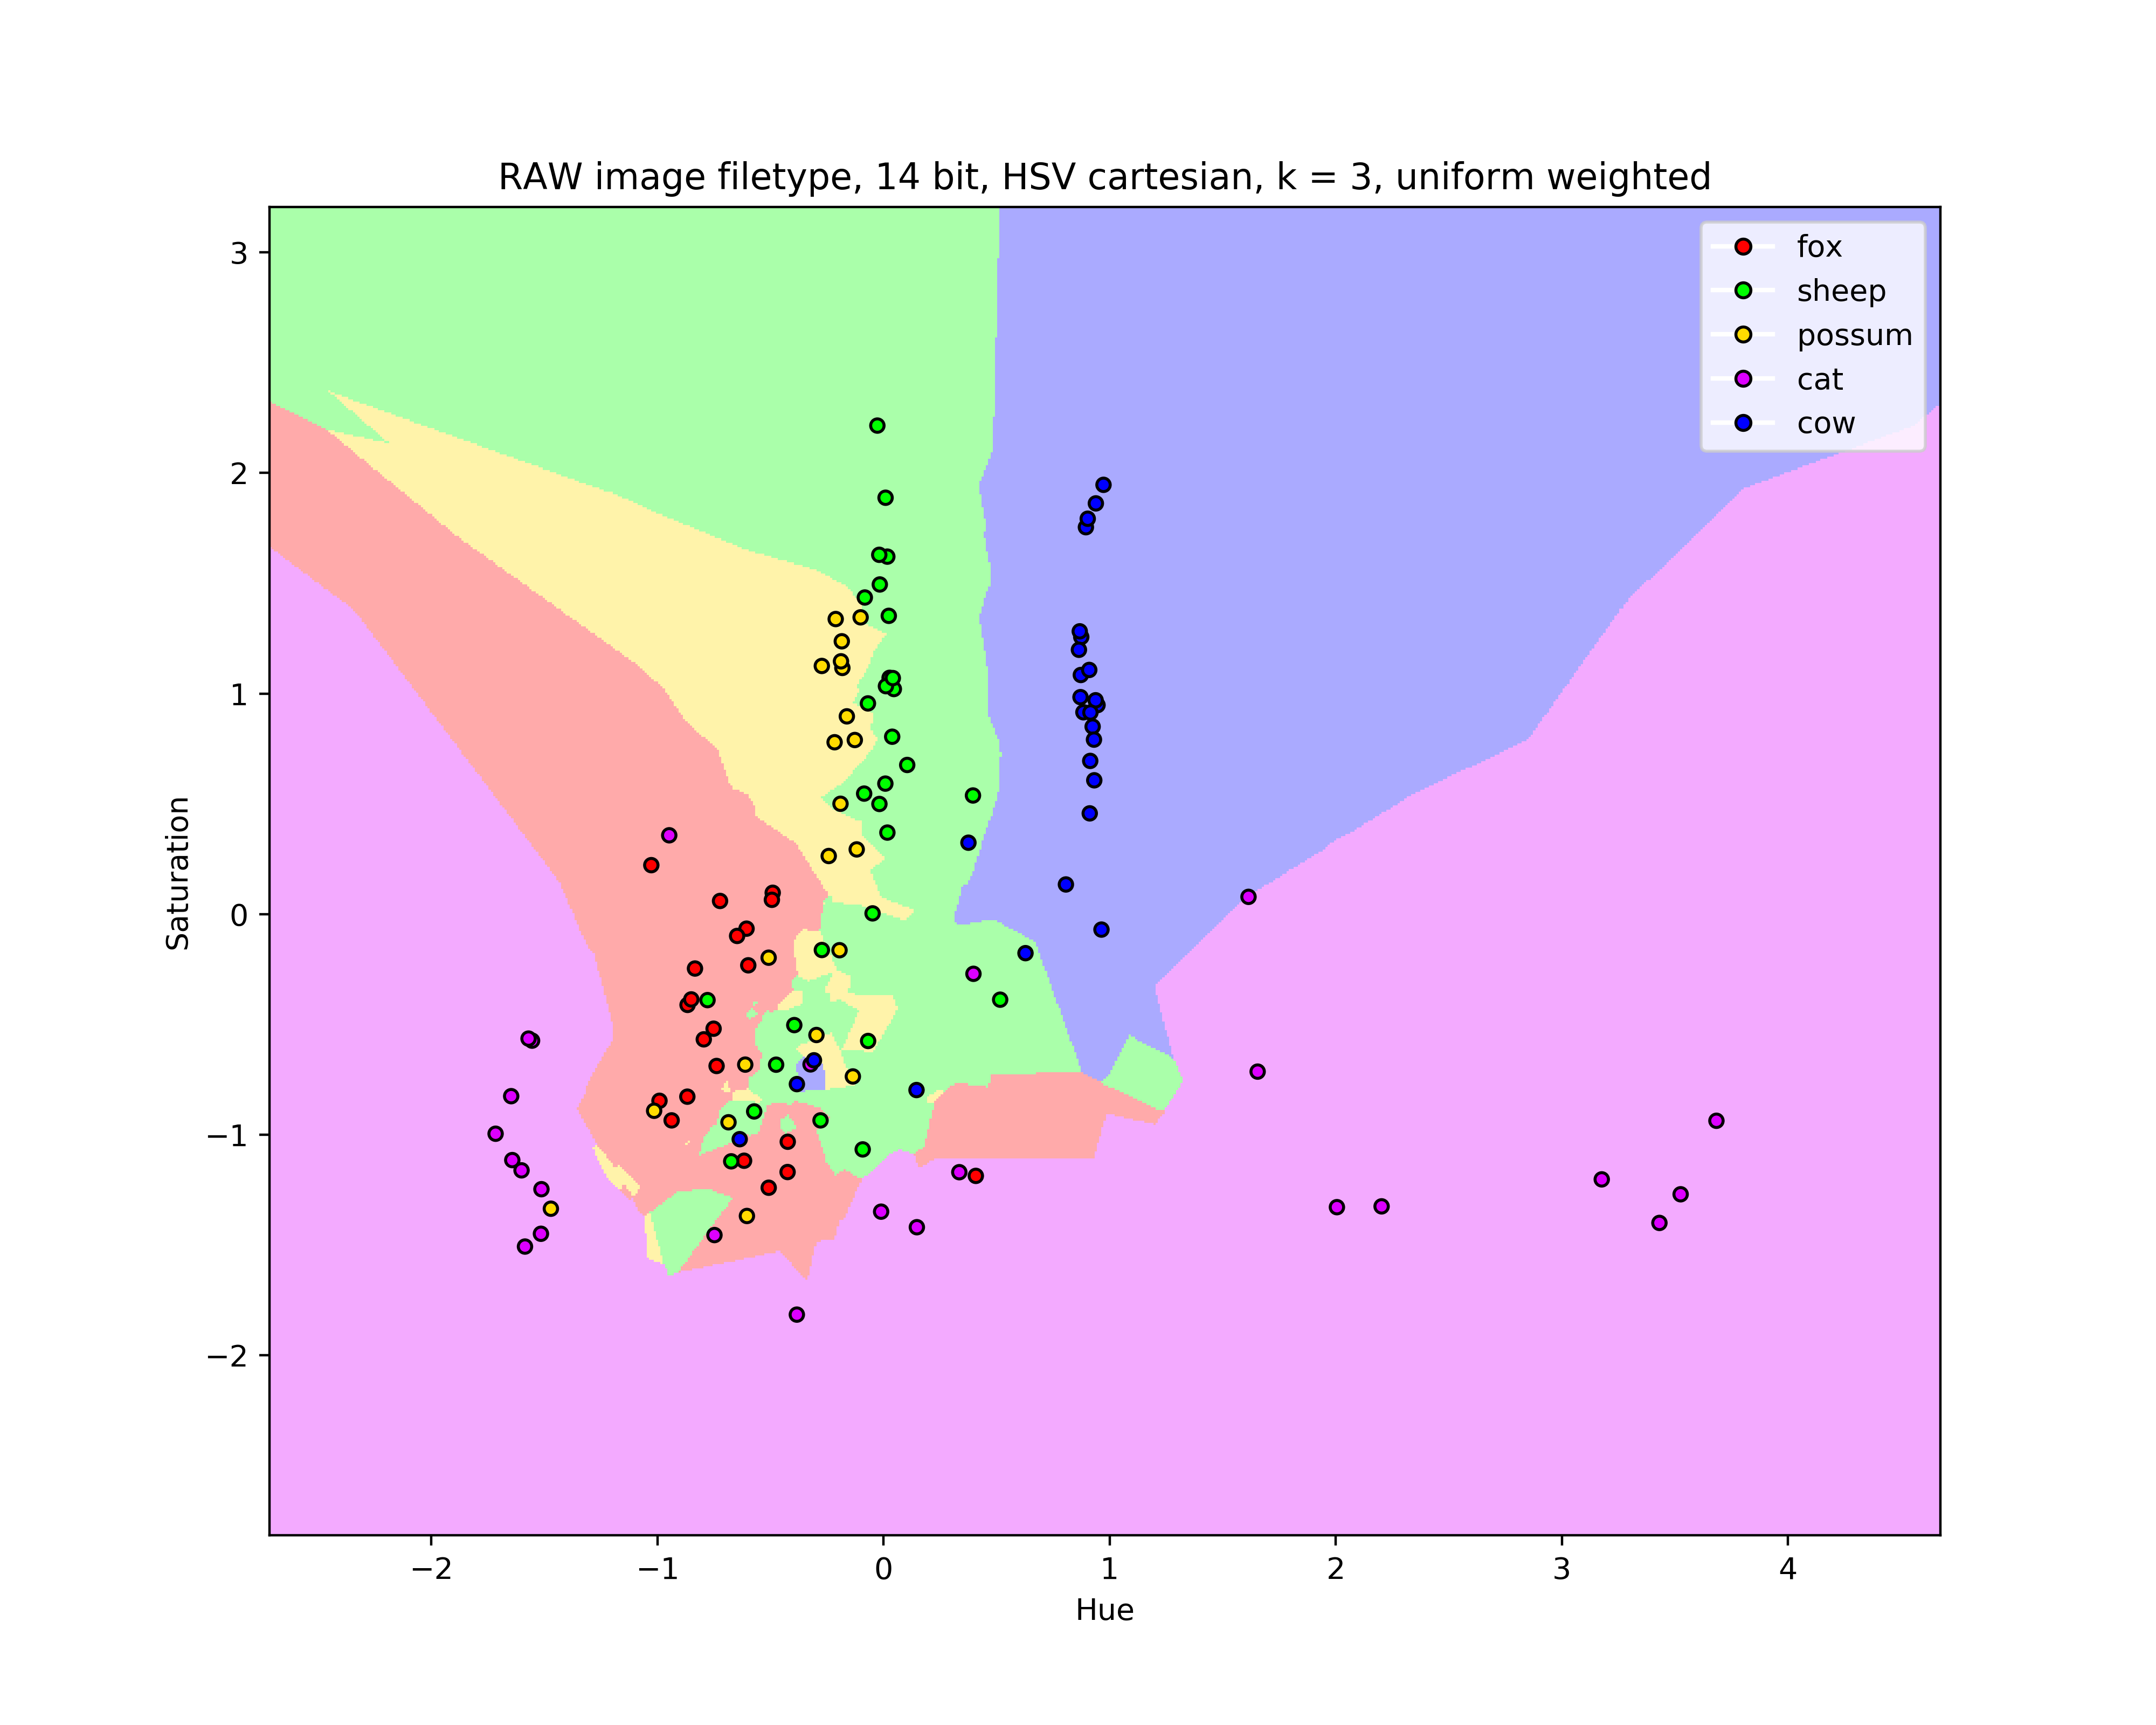 RAW image filetype, 14 bit, HSV cartesian, k = 3, uniform weighted
fox
sheep
possum
cat
cow
3
2
1
0
−1
−2
Saturation
−2
−1
0
1
2
3
4
Hue